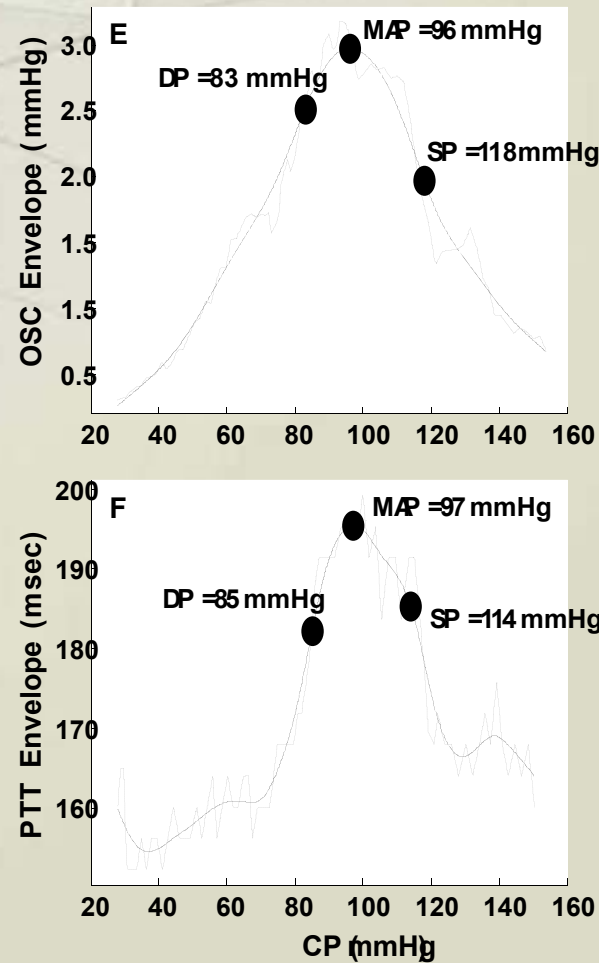 E
MAP =96 mmHg
DP =83 mmHg
SP =118mmHg
OSC Envelope (mmHg)
3.0
2.5
2.0
1.5
1.5
0.5
20 40 60 80 100 120 140 160
F
MAP =97 mmHg
DP =85 mmHg
SP =114 mmHg
PTT Envelope (msec)
200
190
180
170
160
20 40 60 80 100 120 140 160
CP (mmHg)